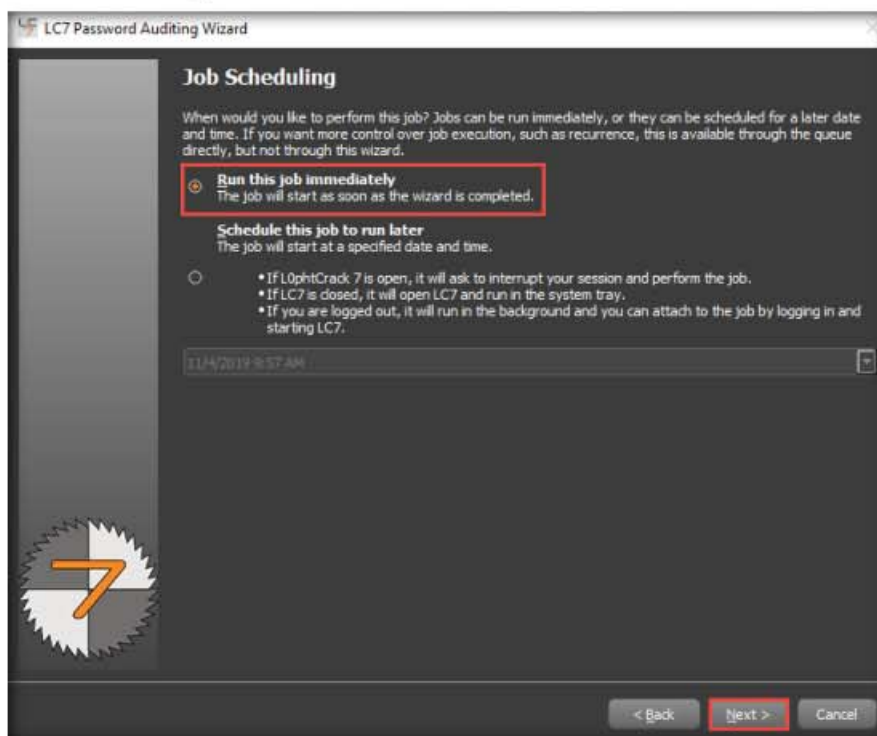 LC7 Password Auditing Wizard
Job Scheduling
When would you like to perform this job? Jobs can be run immediately, or they can be scheduled for a later date
and time. If you want more control over job execution, such as recurrence, this is available through the queue
directly, but not through this wizard.
Run this job immediately
The job will start as soon as the wizard is completed.
Schedule this job to run later
The job will start at a specified date and time.
• If L0phtCrack 7 is open, it will ask to interrupt your session and perform the job.
• If LC7 is closed, it will open LC7 and run in the system tray.
• If you are logged out, it will run in the background and you can attach to the job by logging in and
starting LC7.
11/4/2019 9:57 AM
7
< Back Next > Cancel